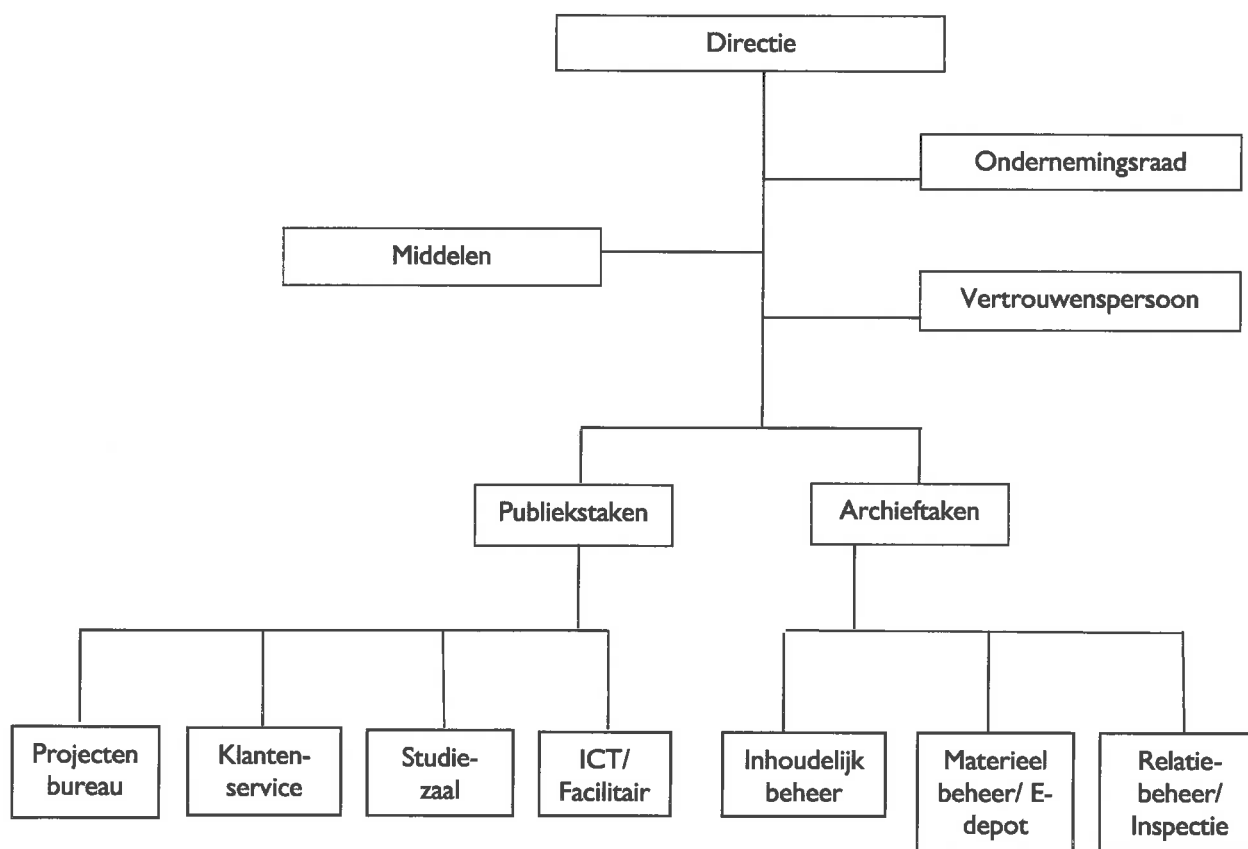 Directie
Ondernemingsraad
Middelen
Vertrouwenspersoon
Publiekstaken
Archieftaken
Projecten
bureau
Klanten-
service
Studie-
zaal
ICT/
Facilitair
Inhoudelijk
beheer
Materieel
beheer/ E-
depot
Relatie-
beheer/
Inspectie